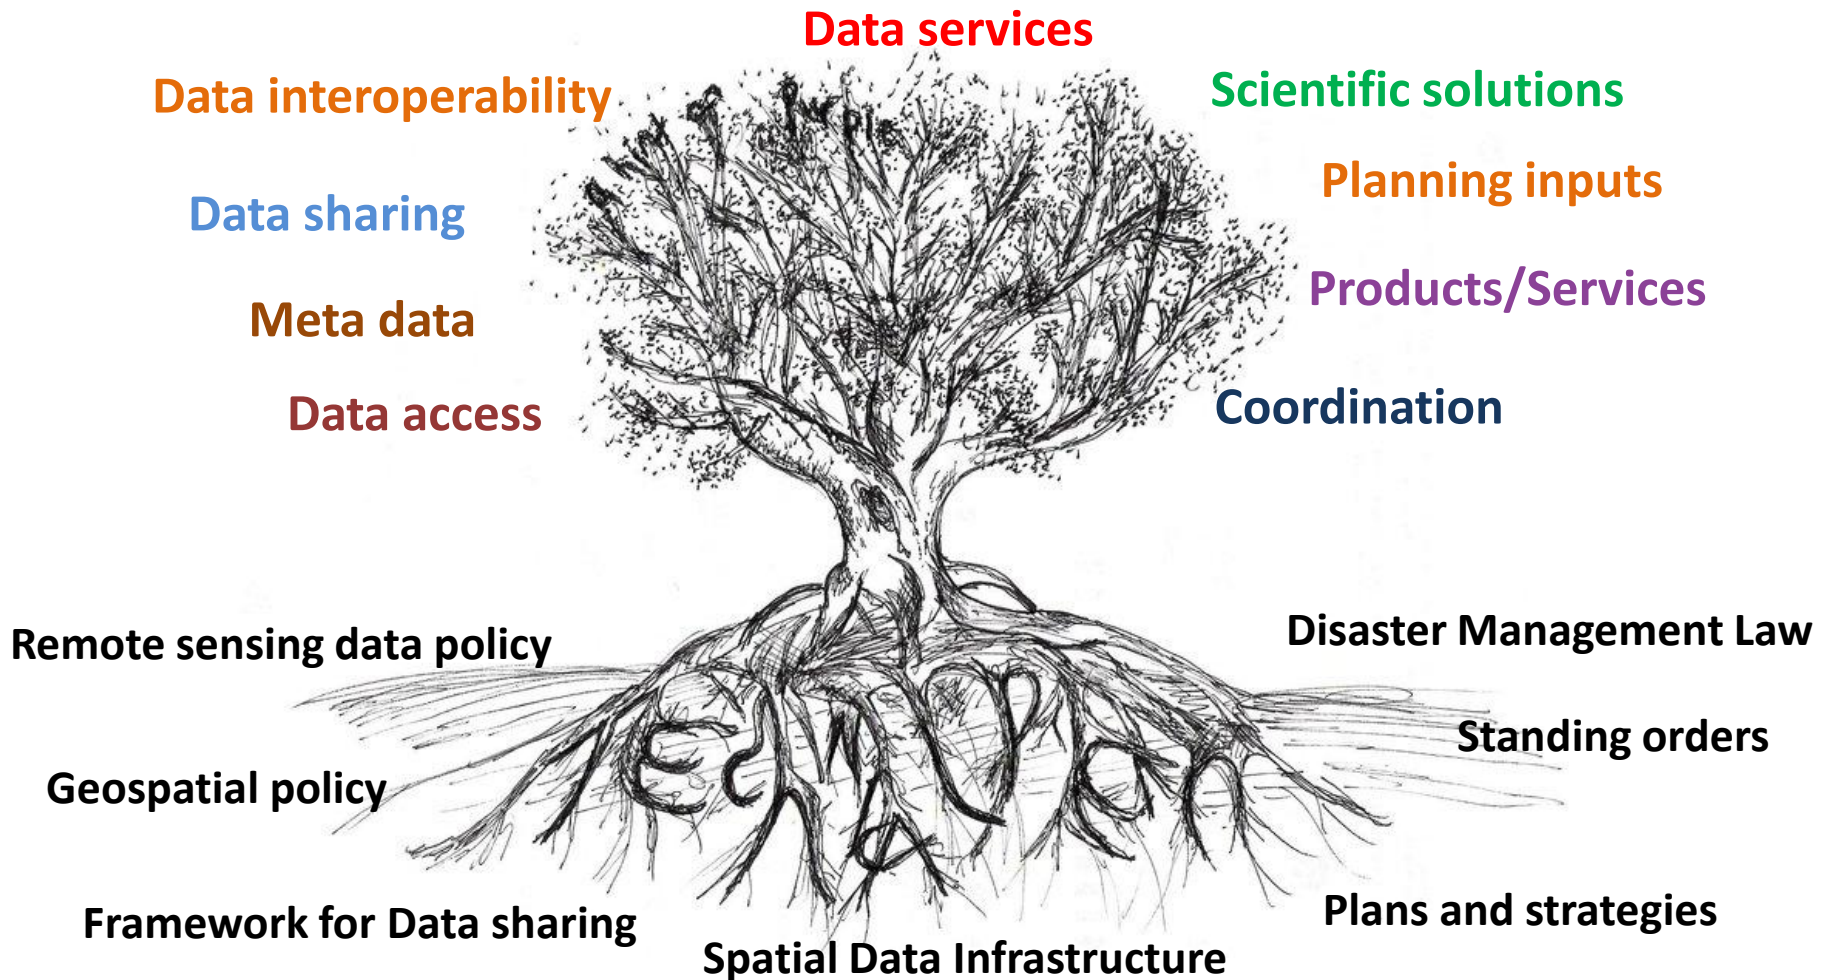 Data services
Data interoperability
Scientific solutions
Data sharing
Planning inputs
Meta data
Products/Services
Data access
Coordination
Remote sensing data policy
Disaster Management Law
Geospatial policy
Standing orders
Framework for Data sharing
Plans and strategies
Spatial Data Infrastructure